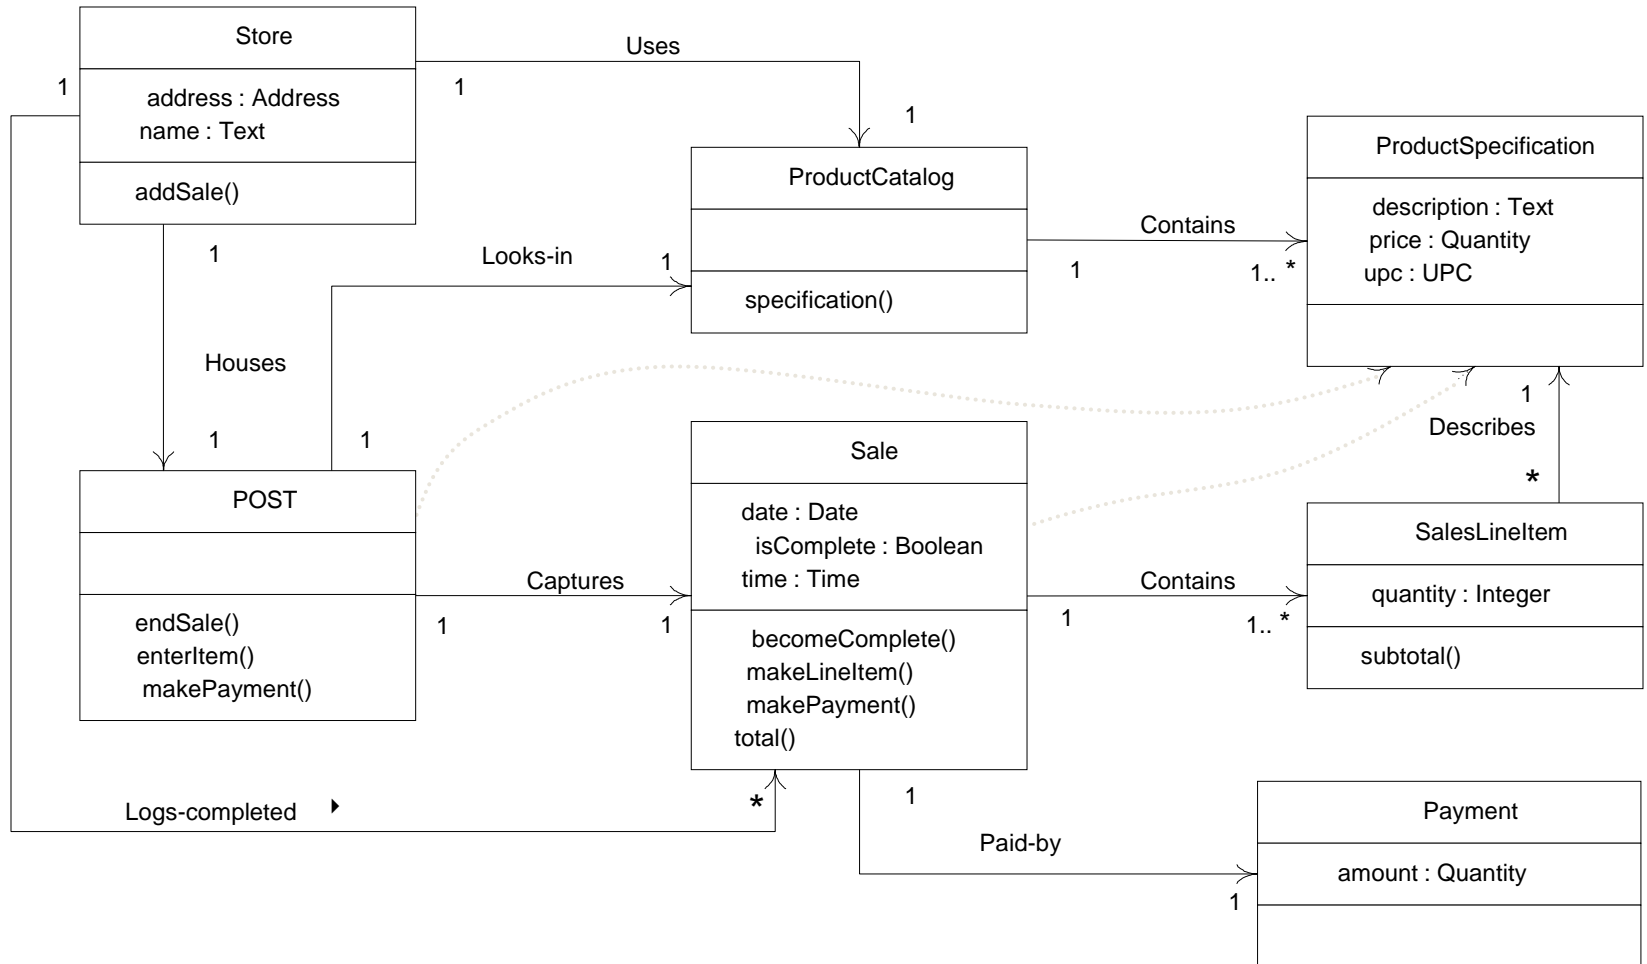 Store
address : Address
name : Text
addSale()
1
Uses
1
1
ProductCatalog
specification()
ProductSpecification
description : Text
price : Quantity
upc : UPC
Contains
1
1.. *
1
Looks-in
1
Houses
1
1
POST
endSale()
enterItem()
makePayment()
Sale
date : Date
isComplete : Boolean
time : Time
becomeComplete()
makeLineItem()
makePayment()
total()
1
Describes
*
SalesLineItem
quantity : Integer
subtotal()
Captures
1
1
Contains
1
1.. *
Logs-completed
*
1
Paid-by
1
Payment
amount : Quantity